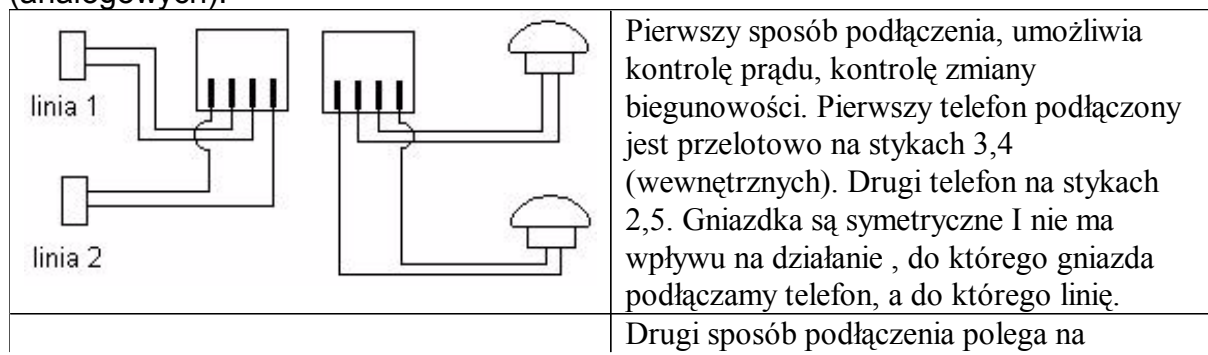 (analogowych).
linia 1
linia 2
Pierwszy sposób podłączenia, umożliwia
kontrolę prądu, kontrolę zmiany
biegunowości. Pierwszy telefon podłączony
jest przelotowo na stykach 3,4
(wewnętrznych). Drugi telefon na stykach
2,5. Gniazdka są symetryczne I nie ma
wpływu na działanie , do którego gniazda
podłączamy telefon, a do którego linię.
Drugi sposób podłączenia polega na